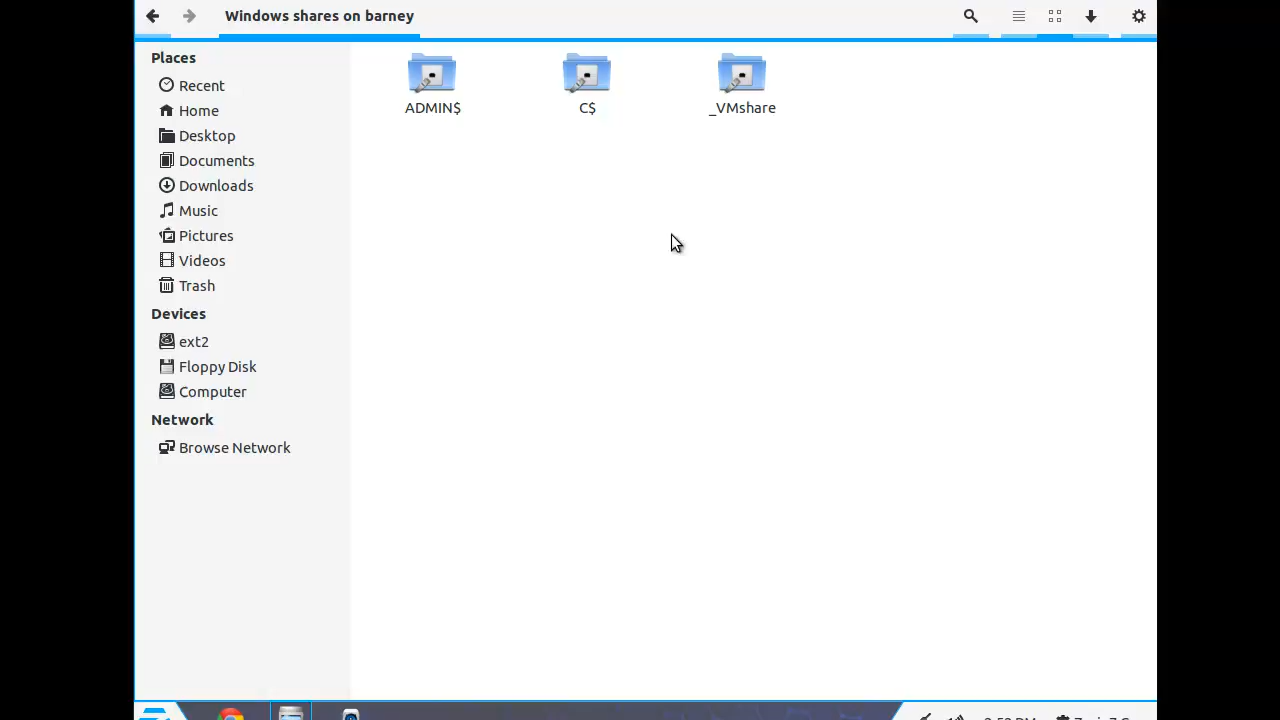 Windows shares on barney
Places
Recent
Home
Desktop
Documents
Downloads
Music
Pictures
Videos
Trash
Devices
ext2
Floppy Disk
Computer
Network
Browse Network
ADMIN$
C$
_VMshare